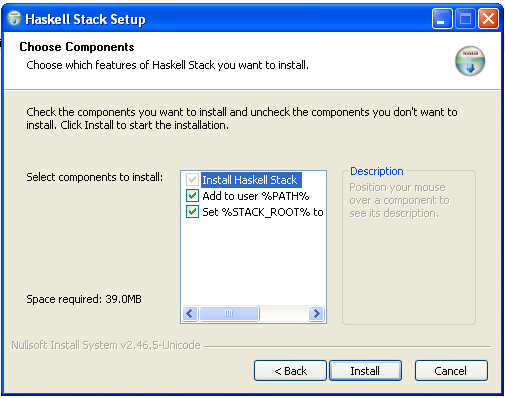 Haskell Stack Setup
Choose Components
Choose which features of Haskell Stack you want to install.
Check the components you want to install and uncheck the components you don't want to
install. Click Install to start the installation.
Select components to install:
Install Haskell Stack
Add to user %PATH%
Set %STACK_ROOT% to
Description
Position your mouse
over a component to
see its description.
Space required: 39.0MB
Nullsoft Install System v2.46.5-Unicode
< Back
Install
Cancel